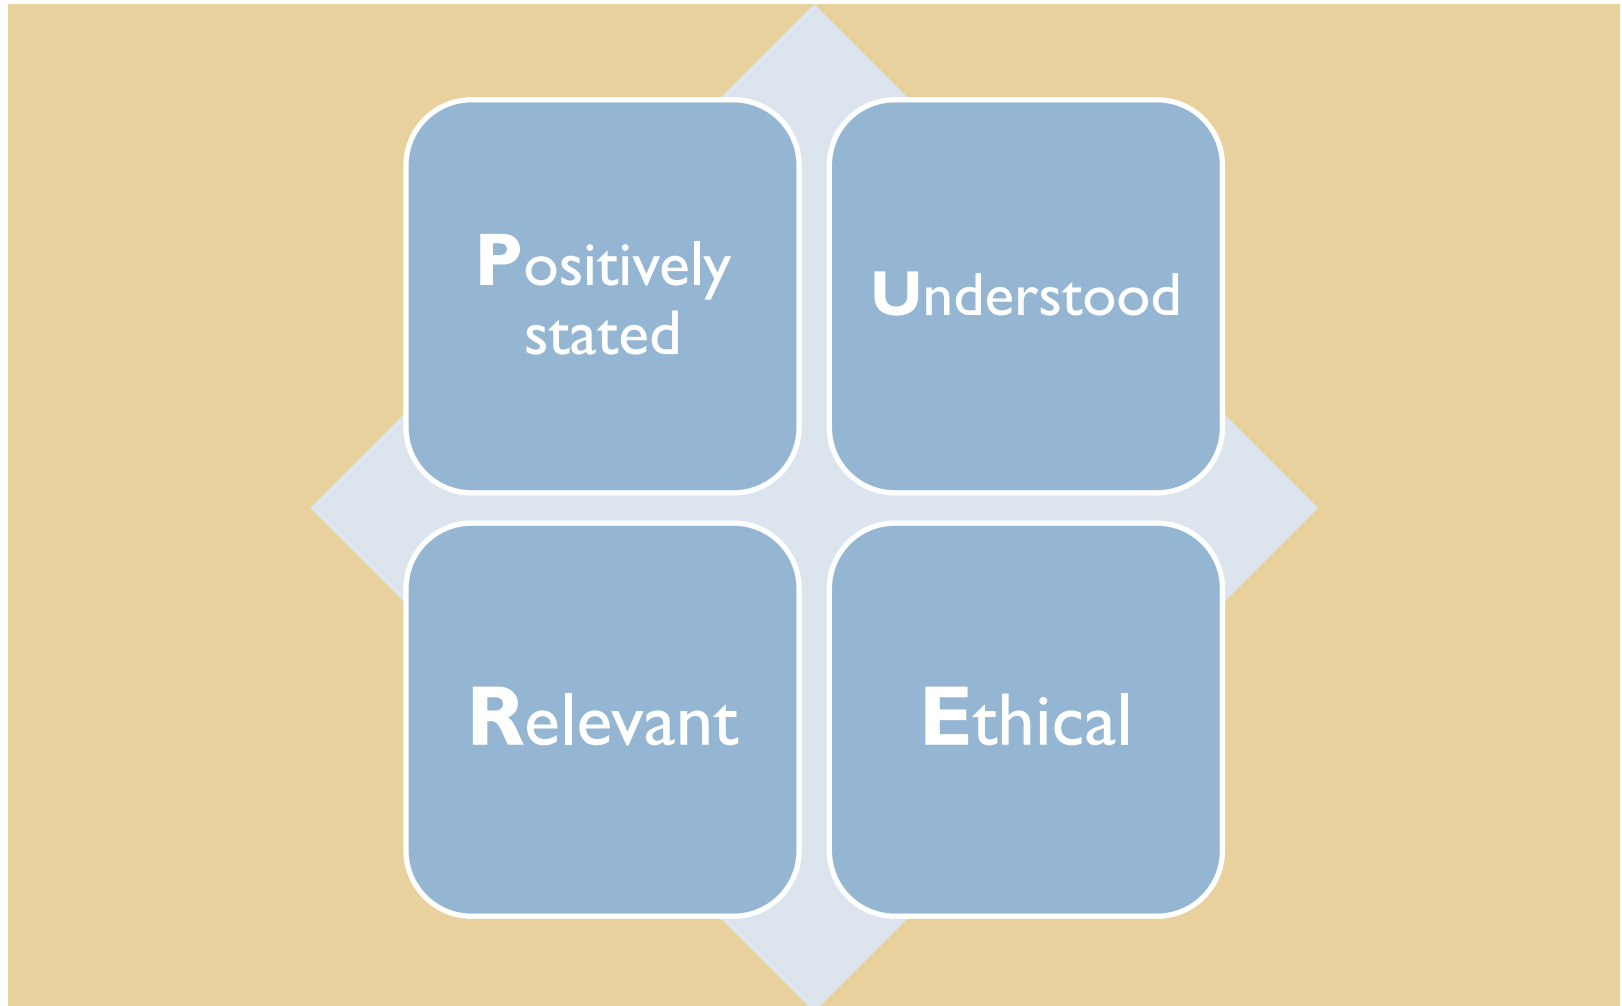 Positively
stated
Understood
Relevant
Ethical